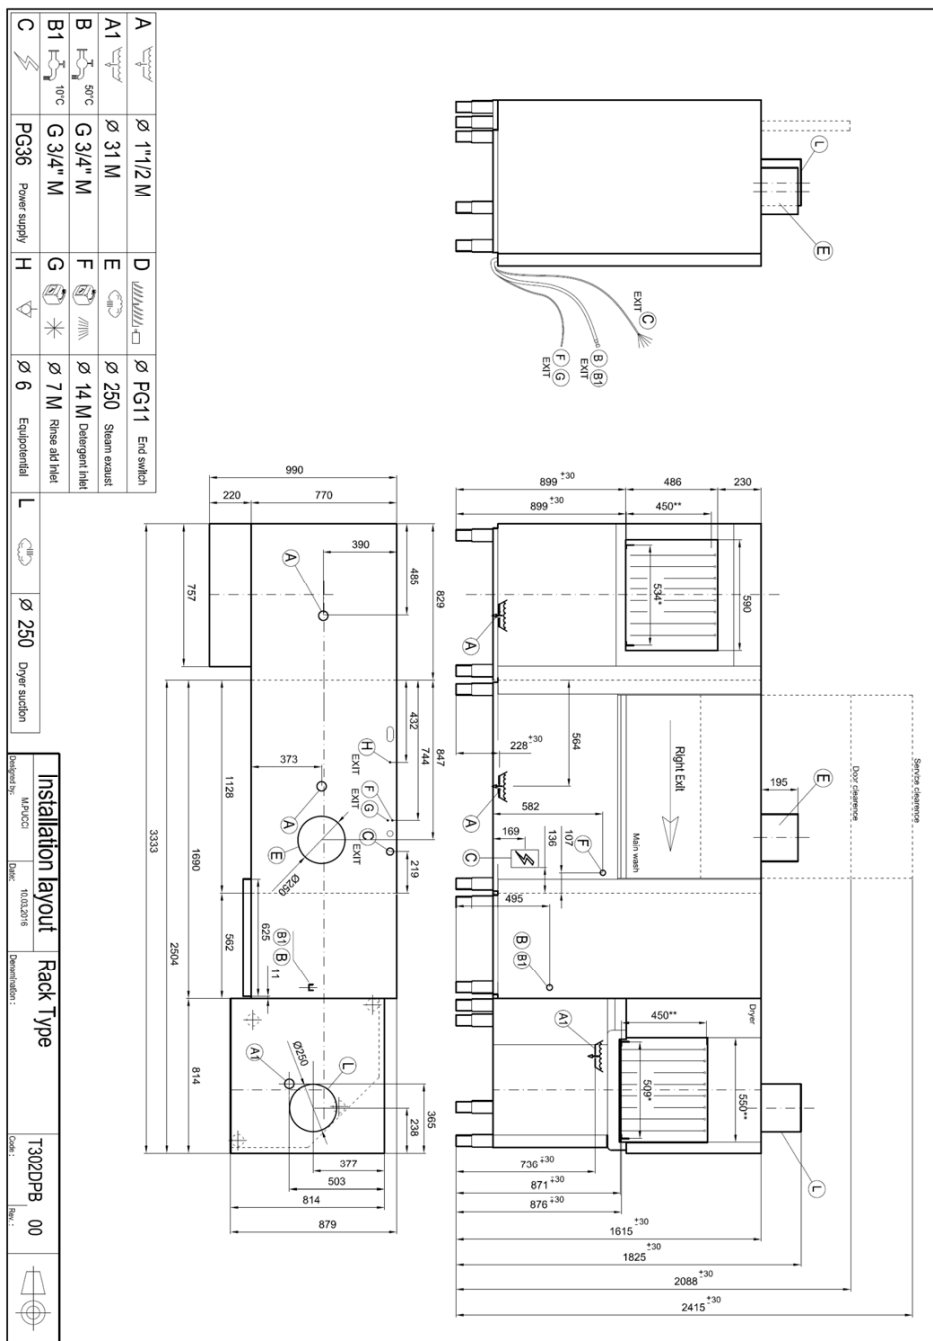 A Ø 1"1/2 M D Ø PG11 End switch
A1 Ø 31 M E Ø 250 Steam exaust
B 50°C G 3/4" M F Ø 14 M Detergent inlet
B1 10°C G 3/4" M G Ø 7 M Rinse aid inlet
C PG36 Power supply H Ø 6 Equipotential L Ø 250 Dryer suction
L
E
C
EXIT
B B1
EXIT
F G
EXIT
990
220
770
390
757
485
829
A
432
744
847
373
1128
H
EXIT
F
G
EXIT
C
EXIT
A
E
Ø250
219
3333
1690
2504
625
562
B1 B
11
814
A1
Ø250
L
365
238
377
503
814
879
899 ±30
486
230
899 ±30
450**
534*
590
A
228 ±30
564
A
582
169
136
107
C
F
Right Exit
Main wash
Service clearence
Door clearence
195
E
495
B
B1
Dryer
A1
450**
509*
550**
L
736 ±30
871 ±30
876 ±30
1615 ±30
1825 ±30
2088 ±30
2415 ±30
Installation layout Rack Type T302DPB 00
Designed by: M.PUCCI Date: 10.03.2016 Denomination : Code : Rev. :